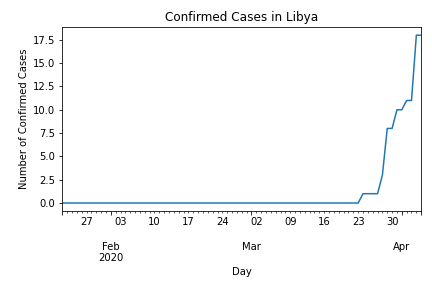 Confirmed Cases in Libya
Number of Confirmed Cases
17.5
15.0
12.5
10.0
7.5
5.0
2.5
0.0
27 03 10 17 24 02 09 16 23 30
Feb Mar Apr
2020
Day